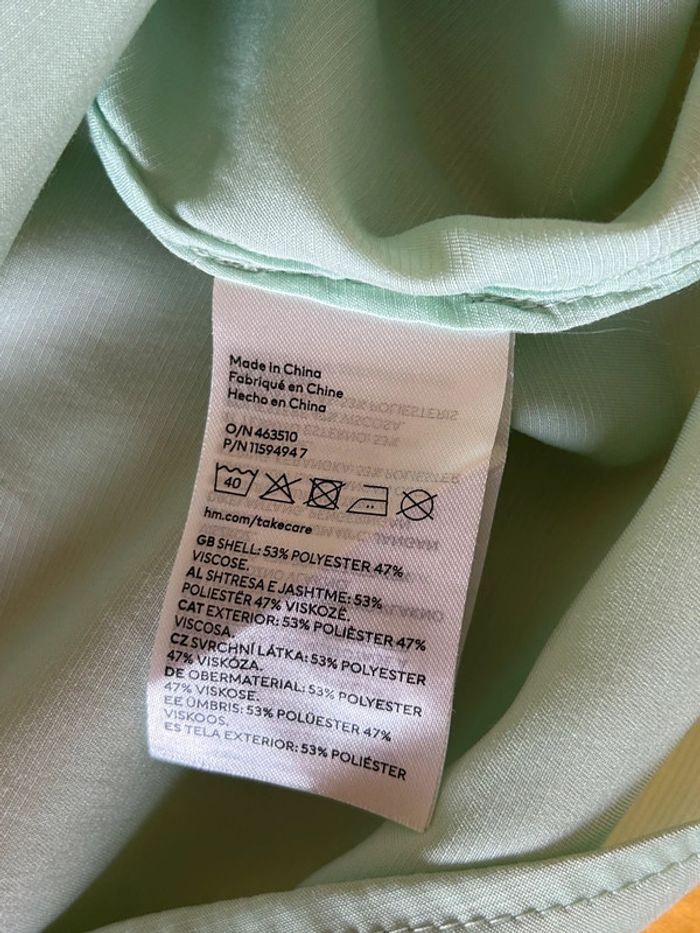 Made in China
Fabriqué en Chine
Hecho en China
O/N 463510
P/N 1159494 7
40
hm.com/takecare
GB SHELL: 53% POLYESTER 47%
VISCOSE.
AL SHTRESA E JASHTME: 53%
POLIESTËR 47% VISKOZË.
CAT EXTERIOR: 53% POLIÈSTER 47%
VISCOSA.
CZ SVRCHNÍ LÁTKA: 53% POLYESTER
47% VISKÓZA.
DE OBERMATERIAL: 53% POLYESTER
47% VISKOSE.
EE ÜMBRIS: 53% POLÜESTER 47%
VISKOOS.
ES TELA EXTERIOR: 53% POLIÉSTER